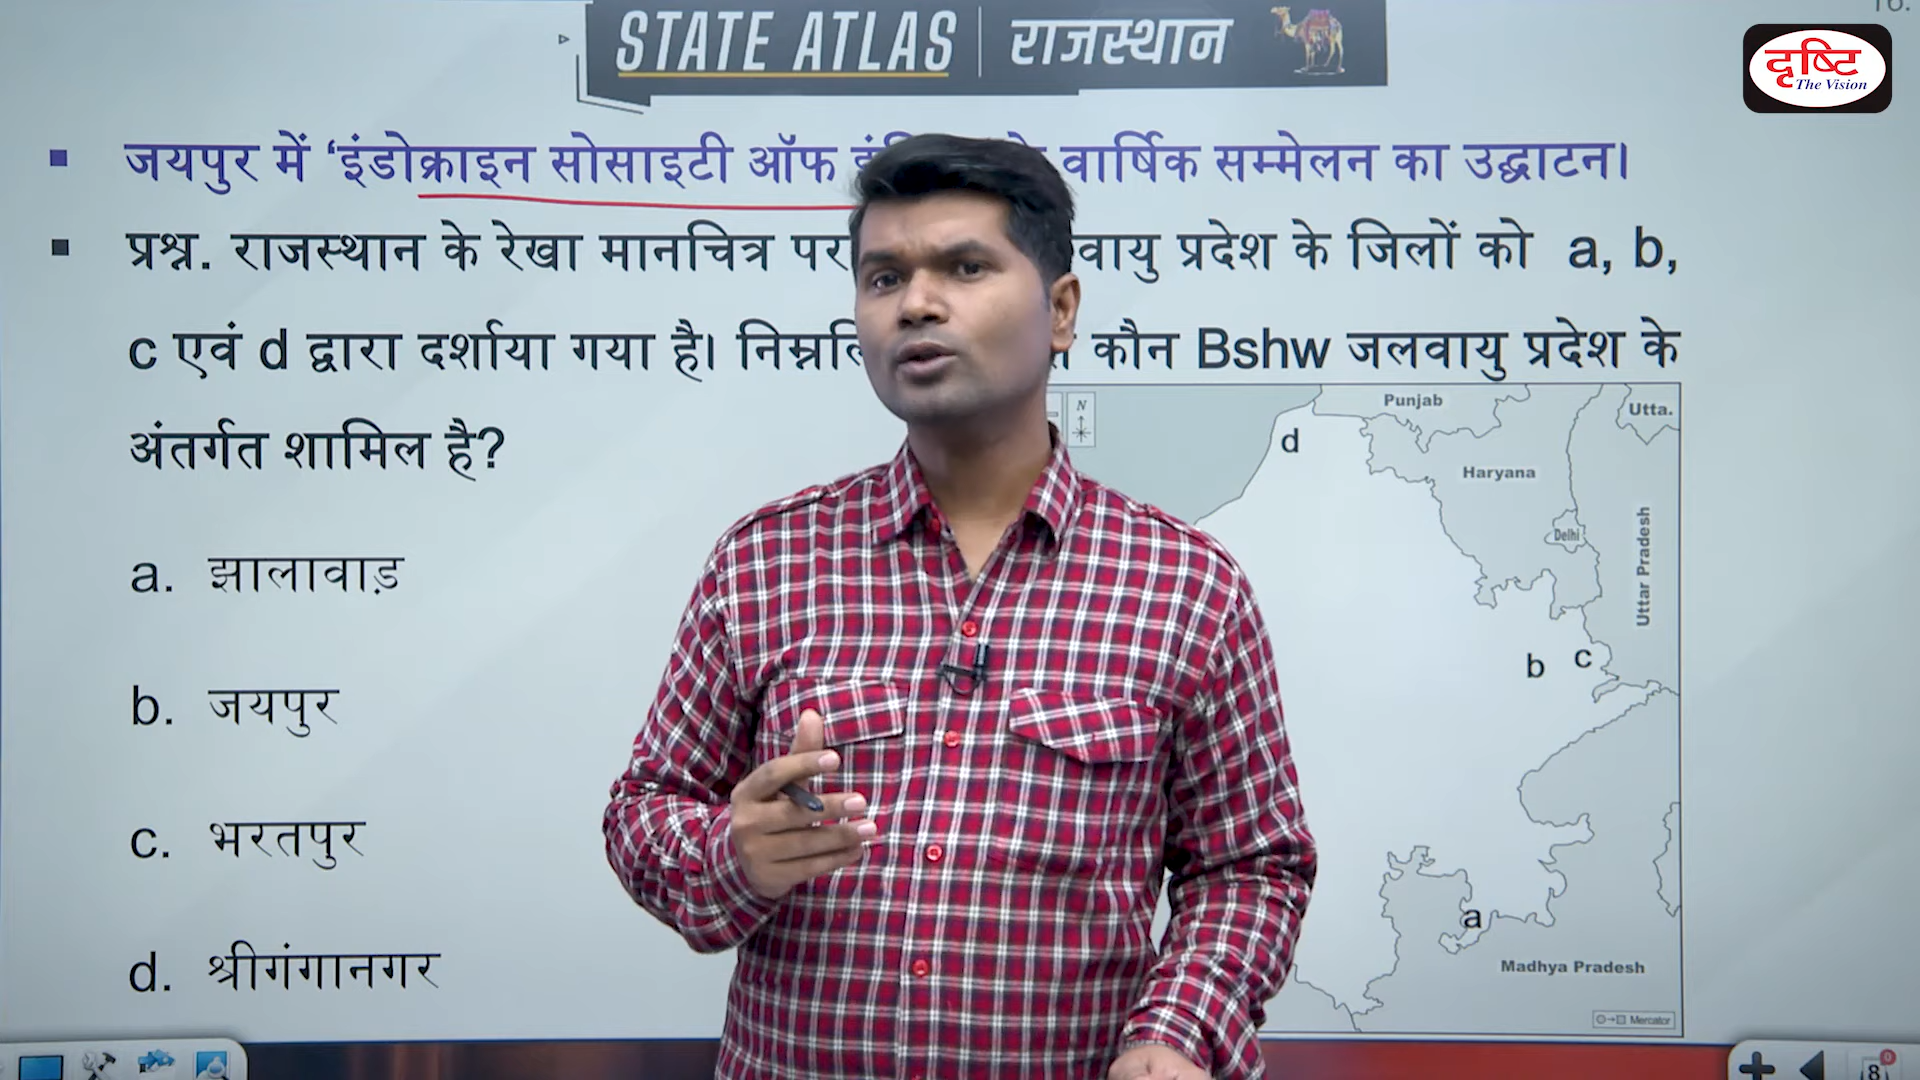 STATE ATLAS | राजस्थान
दृष्टि
The Vision
जयपुर में ‘इंडोक्राइन सोसाइटी ऑफ वार्षिक सम्मेलन का उद्घाटन।
प्रश्न. राजस्थान के रेखा मानचित्र पर वायु प्रदेश के जिलों को a, b,
c एवं d द्वारा दर्शाया गया है। कौन Bshw जलवायु प्रदेश के
अंतर्गत शामिल है?
a. झालावाड़
b. जयपुर
c. भरतपुर
d. श्रीगंगानगर
N
Punjab
Utta.
d
Haryana
Delhi
Uttar Pradesh
b
c
a
Madhya Pradesh
Mercator
8
0